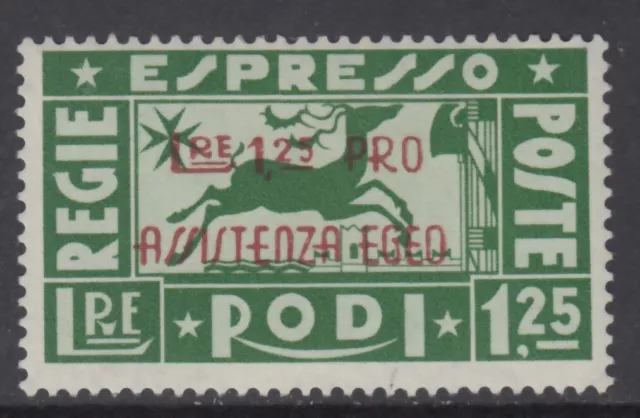 ESPRESSO
REGIE
POSTE
LRE 1,25 PRO
ASSISTENZA EGEO
LRE
RODI
1,25